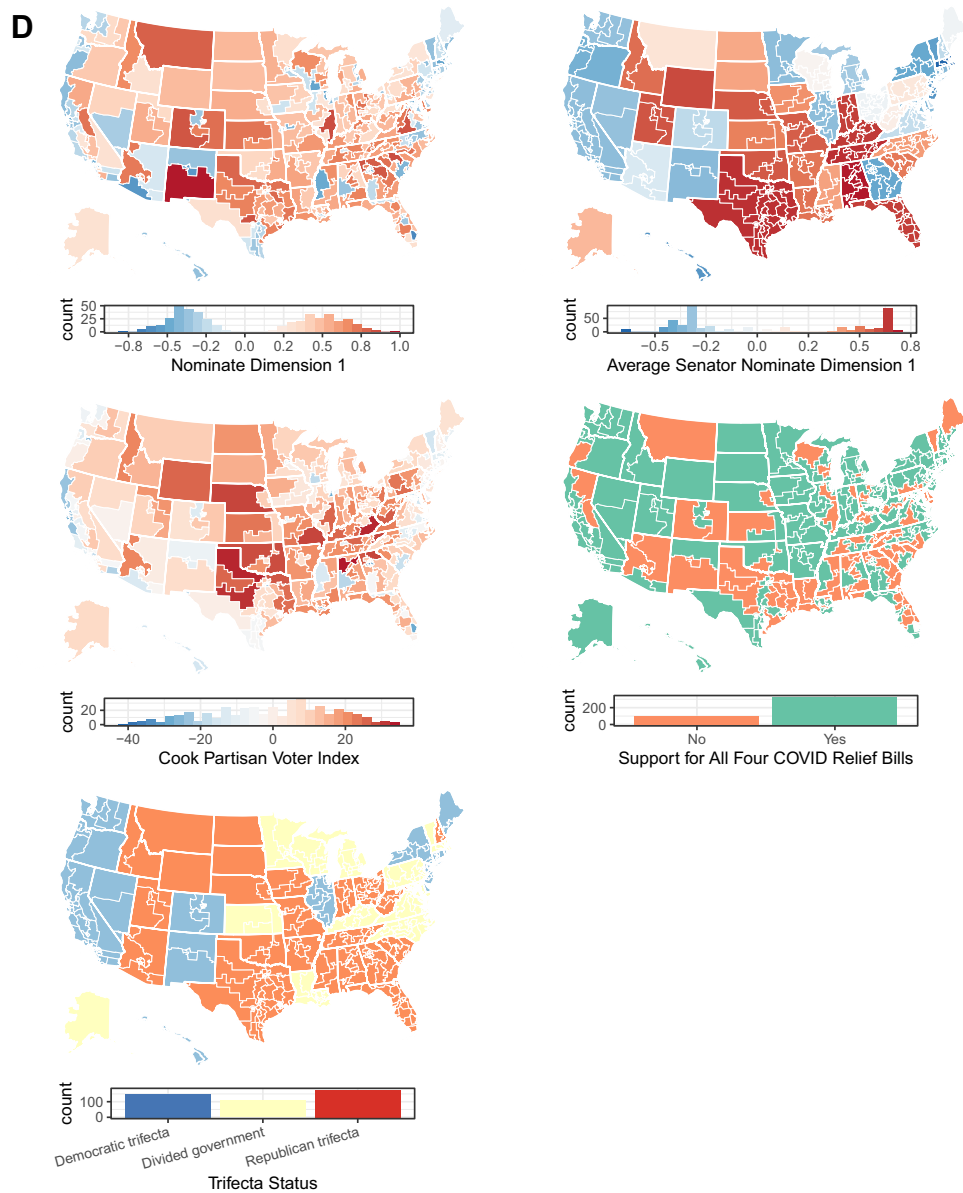 D
count
50
25
0
−0.8 −0.5 −0.2 0.0 0.2 0.5 0.8 1.0
Nominate Dimension 1
count
50
0
−0.5 −0.2 0.0 0.2 0.5 0.8
Average Senator Nominate Dimension 1
count
20
0
−40 −20 0 20
Cook Partisan Voter Index
count
200
0
No Yes
Support for All Four COVID Relief Bills
count
100
0
Democratic trifecta
Divided government
Republican trifecta
Trifecta Status